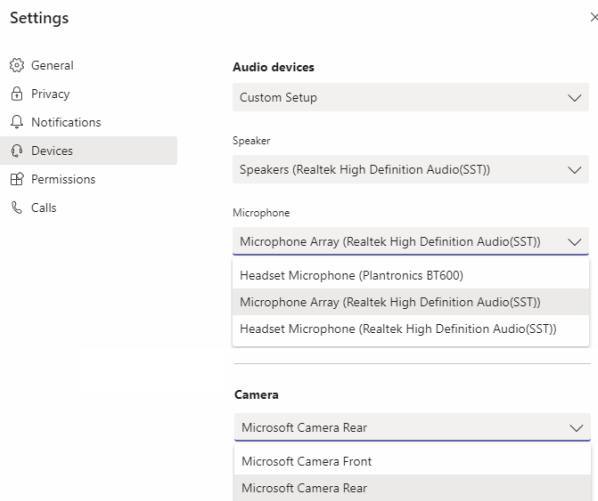 Settings
General
Privacy
Notifications
Devices
Permissions
Calls
Audio devices
Custom Setup
Speaker
Speakers (Realtek High Definition Audio(SST))
Microphone
Microphone Array (Realtek High Definition Audio(SST))
Headset Microphone (Plantronics BT600)
Microphone Array (Realtek High Definition Audio(SST))
Headset Microphone (Realtek High Definition Audio(SST))
Camera
Microsoft Camera Rear
Microsoft Camera Front
Microsoft Camera Rear